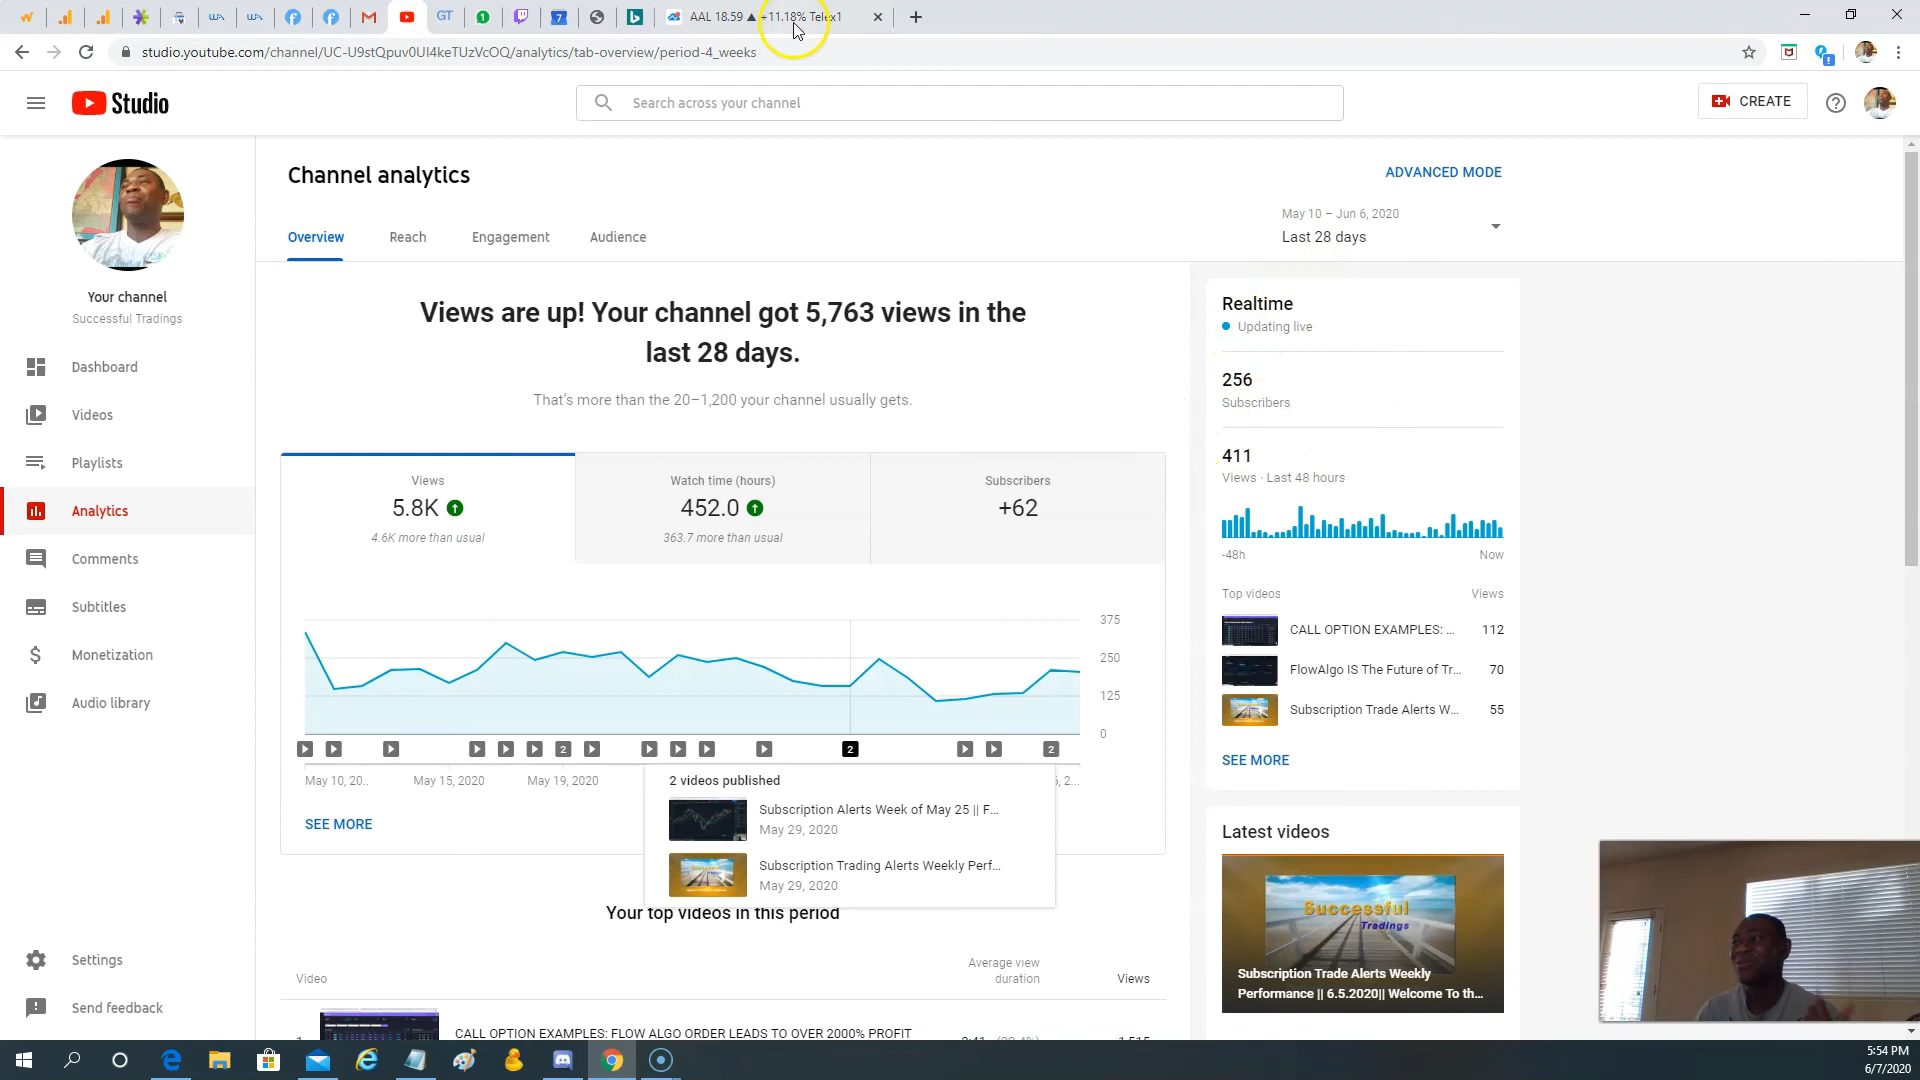 GT
1
7
AAL 18.59 ▲ +11.18% Telex1
studio.youtube.com/channel/UC-U9stQpuv0UI4keTUzVcOQ/analytics/tab-overview/period-4_weeks
Studio
Search across your channel
CREATE
Your channel
Successful Tradings
Dashboard
Videos
Playlists
Analytics
Comments
Subtitles
Monetization
Audio library
Settings
Send feedback
Channel analytics
ADVANCED MODE
May 10 – Jun 6, 2020
Last 28 days
Overview
Reach
Engagement
Audience
Views are up! Your channel got 5,763 views in the
last 28 days.
That's more than the 20–1,200 your channel usually gets.
Views
5.8K
4.6K more than usual
Watch time (hours)
452.0
363.7 more than usual
Subscribers
+62
375
250
125
0
2
2
2
May 10, 20..
May 15, 2020
May 19, 2020
6, 2...
2 videos published
Subscription Alerts Week of May 25 || F...
May 29, 2020
Subscription Trading Alerts Weekly Perf...
May 29, 2020
SEE MORE
Your top videos in this period
Video
Average view
duration
Views
CALL OPTION EXAMPLES: FLOW ALGO ORDER LEADS TO OVER 2000% PROFIT
Realtime
Updating live
256
Subscribers
411
Views · Last 48 hours
-48h
Now
Top videos
Views
CALL OPTION EXAMPLES: ...
112
FlowAlgo IS The Future of Tr...
70
Subscription Trade Alerts W...
55
SEE MORE
Latest videos
Successful
Tradings
Subscription Trade Alerts Weekly
Performance || 6.5.2020|| Welcome To th...
5:54 PM
6/7/2020